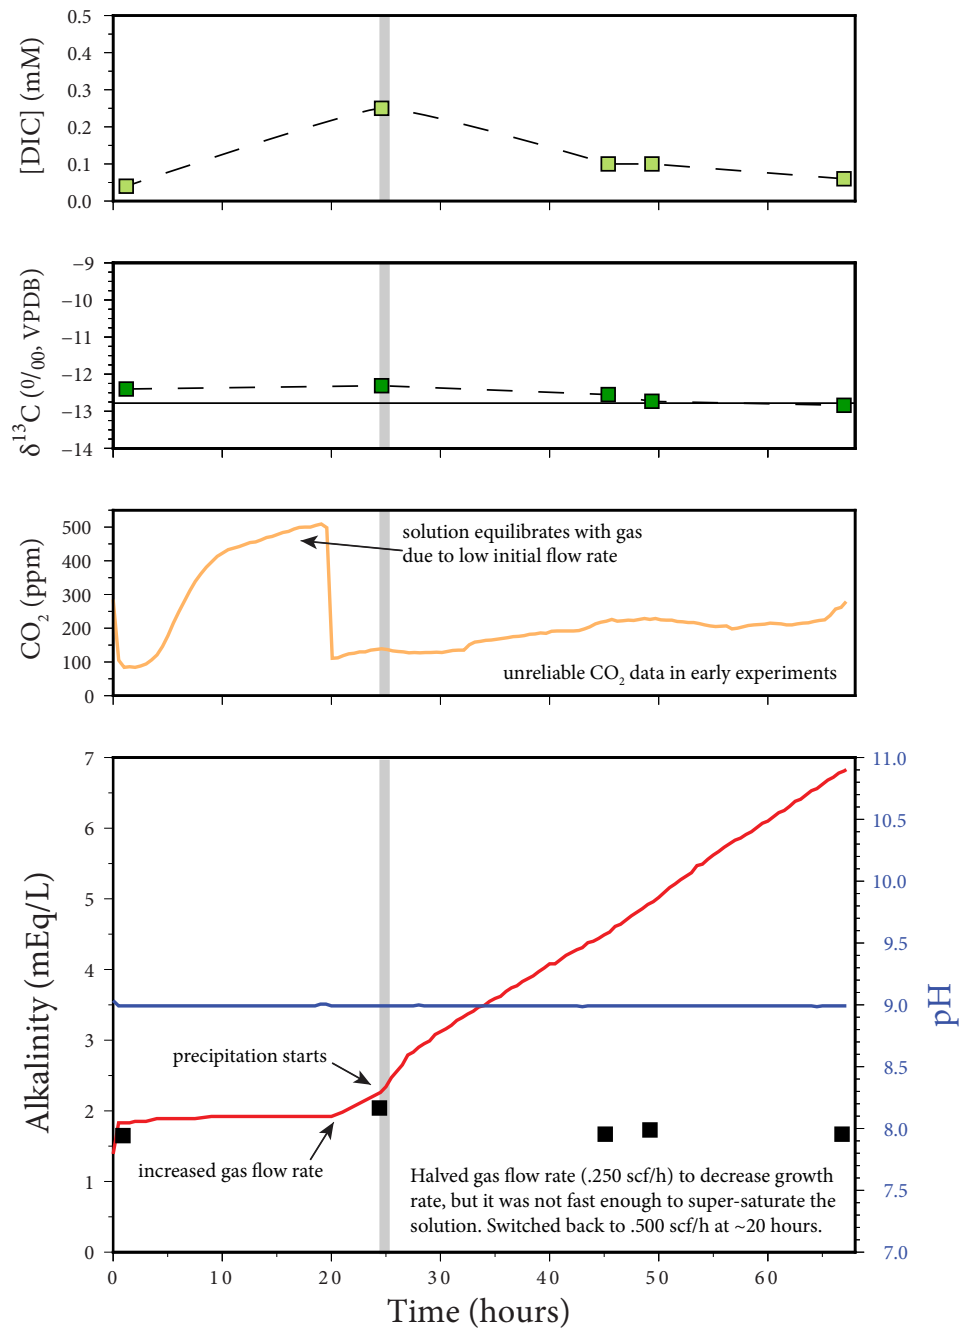 [DIC] (mM)
0.5
0.4
0.3
0.2
0.1
0.0
δ¹³C (⁰/₀₀, VPDB)
−9
−10
−11
−12
−13
−14
CO₂ (ppm)
500
400
300
200
100
0
solution equilibrates with gas
due to low initial flow rate
unreliable CO₂ data in early experiments
Alkalinity (mEq/L)
7
6
5
4
3
2
1
0
precipitation starts
increased gas flow rate
Halved gas flow rate (.250 scf/h) to decrease growth
rate, but it was not fast enough to super-saturate the
solution. Switched back to .500 scf/h at ~20 hours.
pH
11.0
10.5
10.0
9.5
9.0
8.5
8.0
7.5
7.0
0 10 20 30 40 50 60
Time (hours)